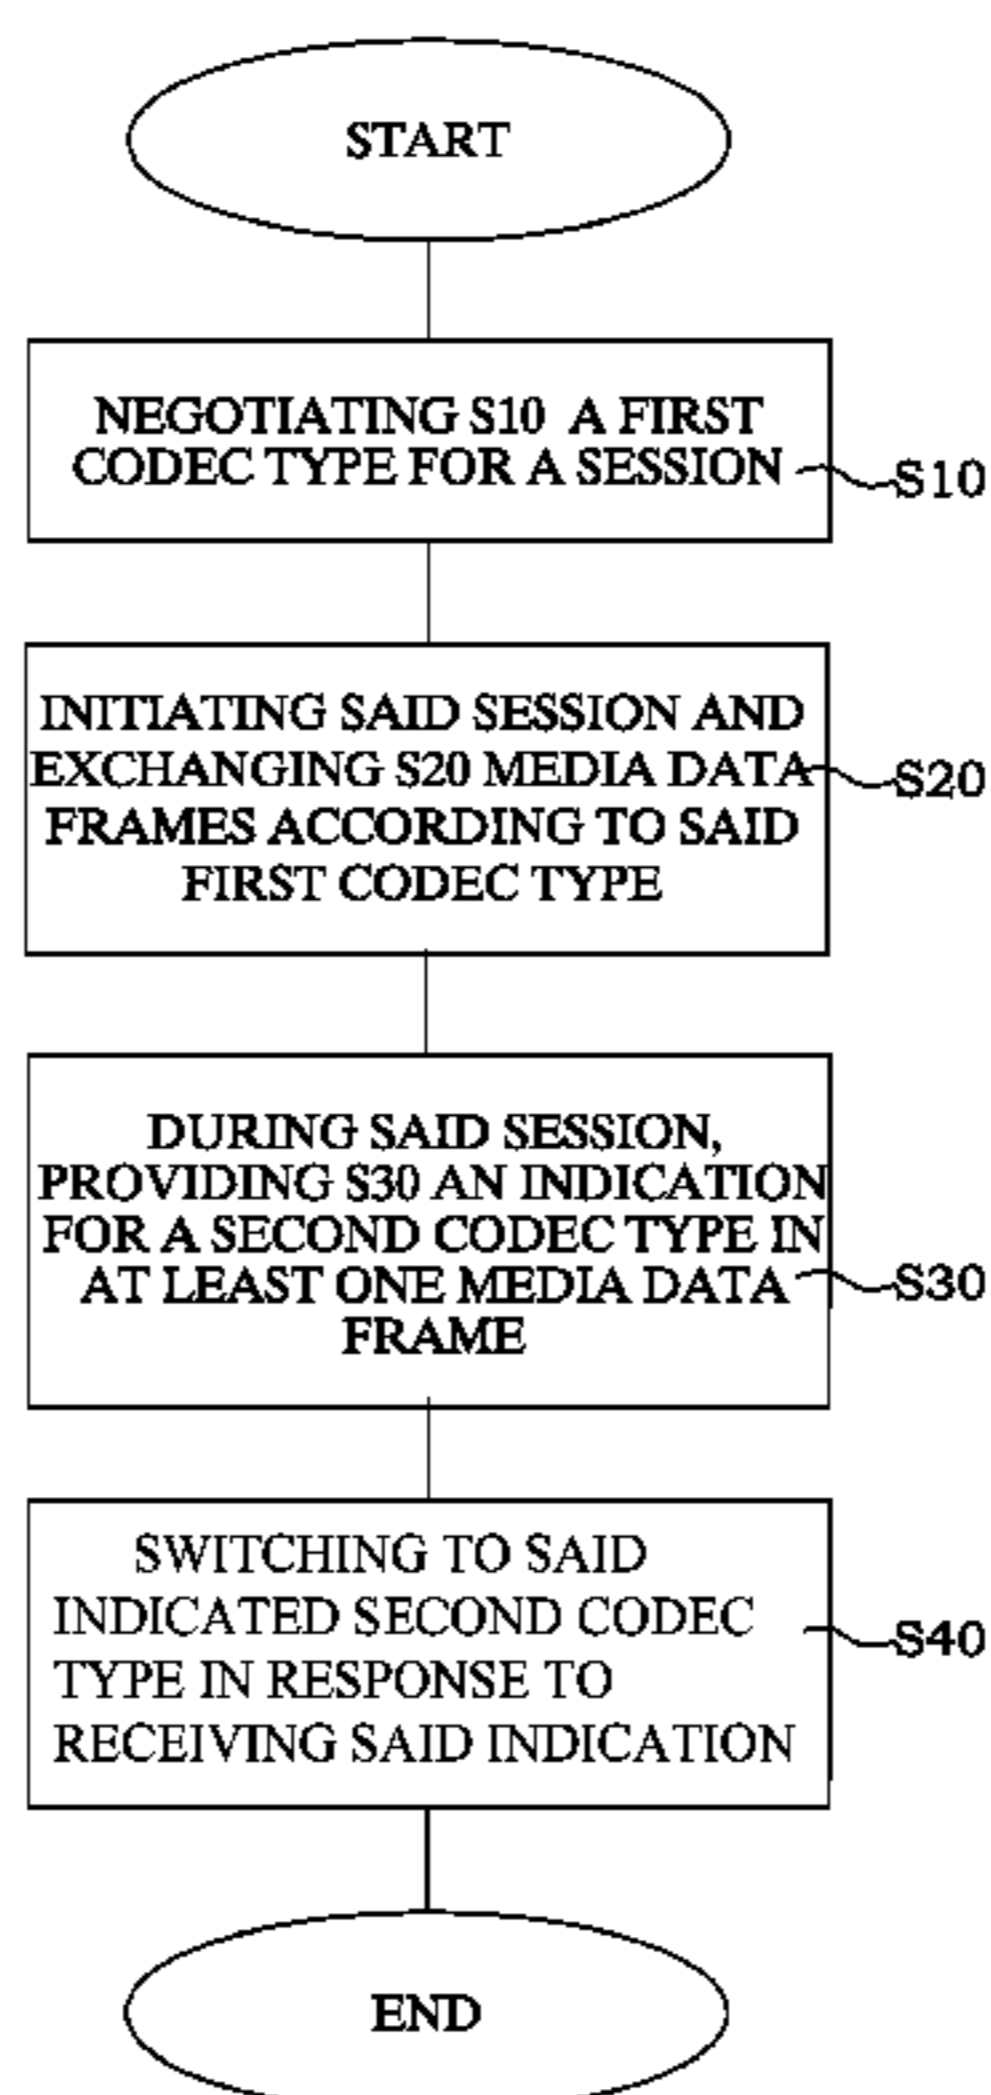 START
NEGOTIATING S10 A FIRST
CODEC TYPE FOR A SESSION
S10
INITIATING SAID SESSION AND
EXCHANGING S20 MEDIA DATA
S20
FRAMES ACCORDING TO SAID
FIRST CODEC TYPE
DURING SAID SESSION,
PROVIDING S30 AN INDICATION
FOR A SECOND CODEC TYPE IN
AT LEAST ONE MEDIA DATA
S30
FRAME
SWITCHING TO SAID
INDICATED SECOND CODEC
S40
TYPE IN RESPONSE TO
RECEIVING SAID INDICATION
END